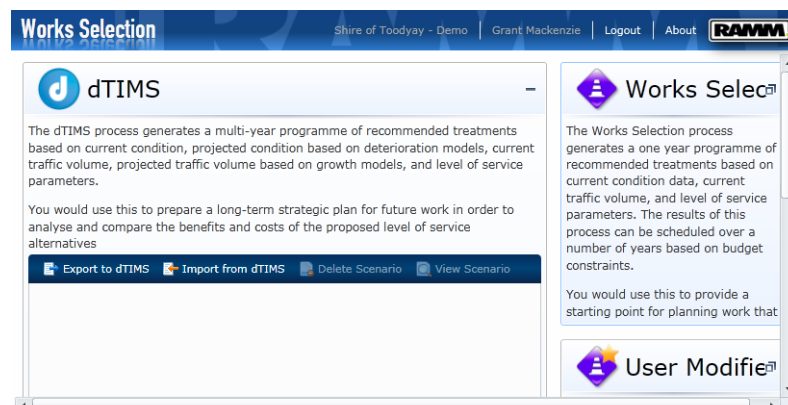 Works Selection
Shire of Toodyay - Demo
Grant Mackenzie
Logout
About
RAMM
dTIMS
The dTIMS process generates a multi-year programme of recommended treatments
based on current condition, projected condition based on deterioration models, current
traffic volume, projected traffic volume based on growth models, and level of service
parameters.
You would use this to prepare a long-term strategic plan for future work in order to
analyse and compare the benefits and costs of the proposed level of service
alternatives
Export to dTIMS
Import from dTIMS
Delete Scenario
View Scenario
Works Selec
The Works Selection process
generates a one year programme of
recommended treatments based on
current condition data, current
traffic volume, and level of service
parameters. The results of this
process can be scheduled over a
number of years based on budget
constraints.
You would use this to provide a
starting point for planning work that
User Modifie